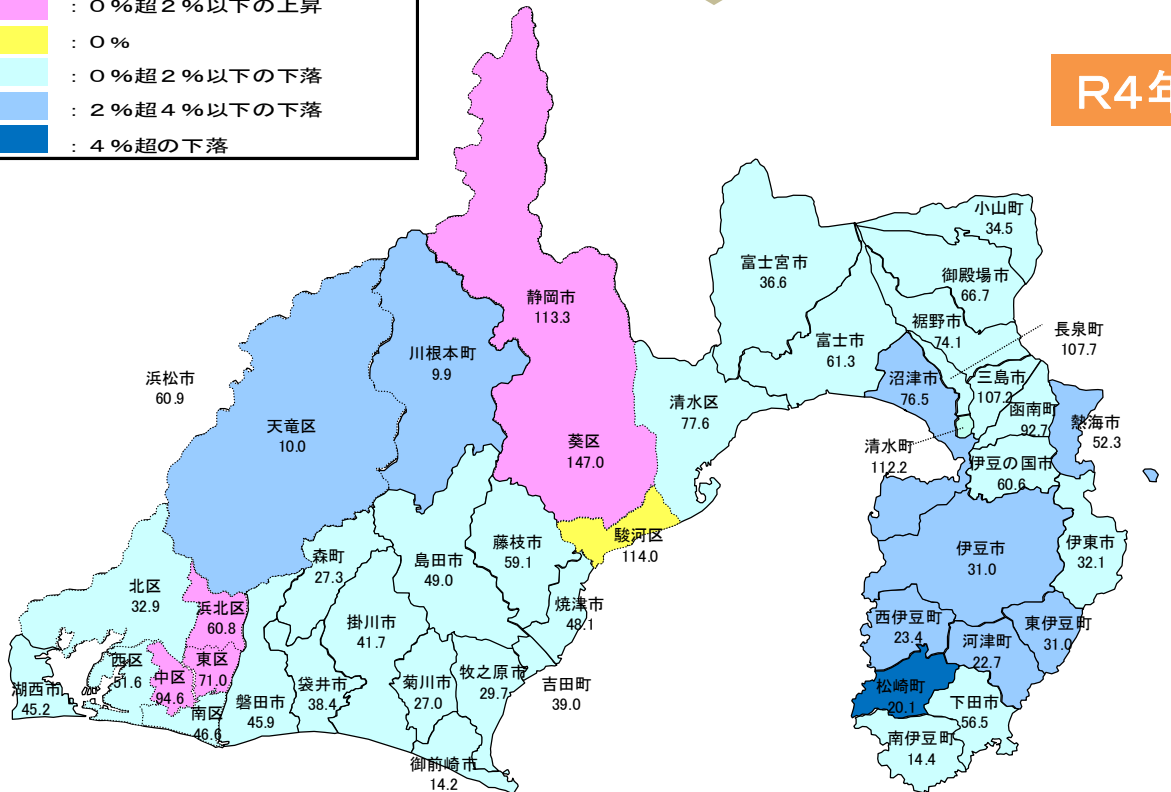 : ０％超２％以下の上昇
: ０％
: ０％超２％以下の下落
: ２％超４％以下の下落
: ４％超の下落
R4年
小山町
34.5
富士宮市
36.6
御殿場市
66.7
静岡市
113.3
裾野市
74.1
長泉町
107.7
富士市
61.3
川根本町
9.9
浜松市
60.9
沼津市
76.5
三島市
107.2
清水区
77.6
函南町
92.7
熱海市
52.3
天竜区
10.0
葵区
147.0
清水町
112.2
伊豆の国市
60.6
駿河区
114.0
藤枝市
59.1
伊豆市
31.0
伊東市
32.1
森町
27.3
島田市
49.0
北区
32.9
浜北区
60.8
焼津市
48.1
掛川市
41.7
西伊豆町
23.4
東伊豆町
31.0
河津町
22.7
西区
51.6
東区
71.0
中区
94.6
牧之原市
29.7
湖西市
45.2
袋井市
38.4
菊川市
27.0
吉田町
39.0
松崎町
20.1
磐田市
45.9
下田市
56.5
南区
46.6
南伊豆町
14.4
御前崎市
14.2